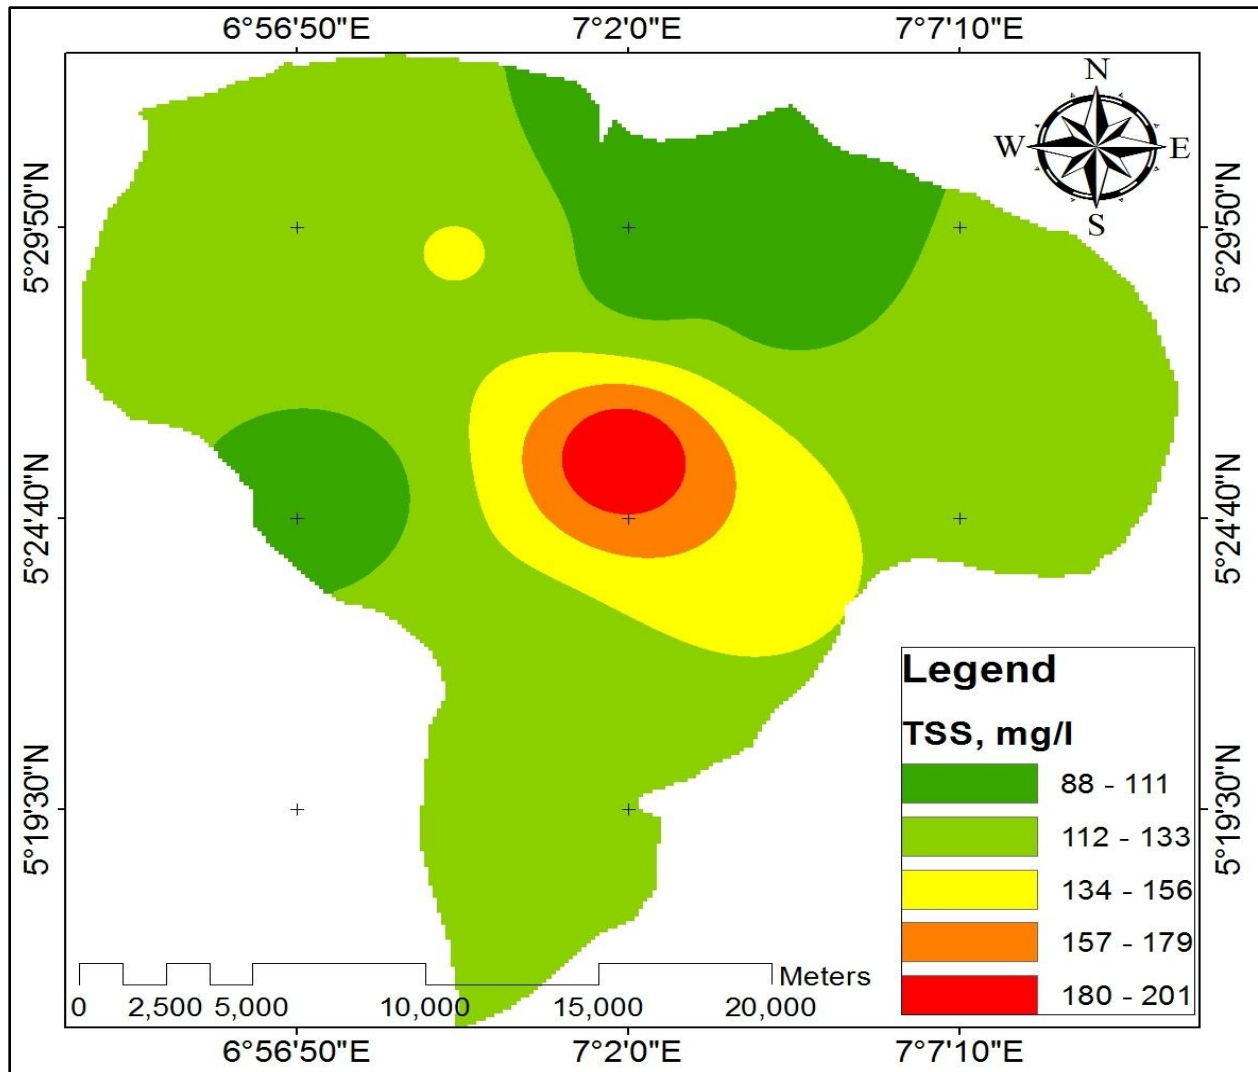 6°56'50"E 7°2'0"E 7°7'10"E
N
W E
S
5°29'50"N 5°29'50"N
5°24'40"N 5°24'40"N
5°19'30"N 5°19'30"N
Legend
TSS, mg/l
88 - 111
112 - 133
134 - 156
157 - 179
180 - 201
Meters
0 2,500 5,000 10,000 15,000 20,000
6°56'50"E 7°2'0"E 7°7'10"E